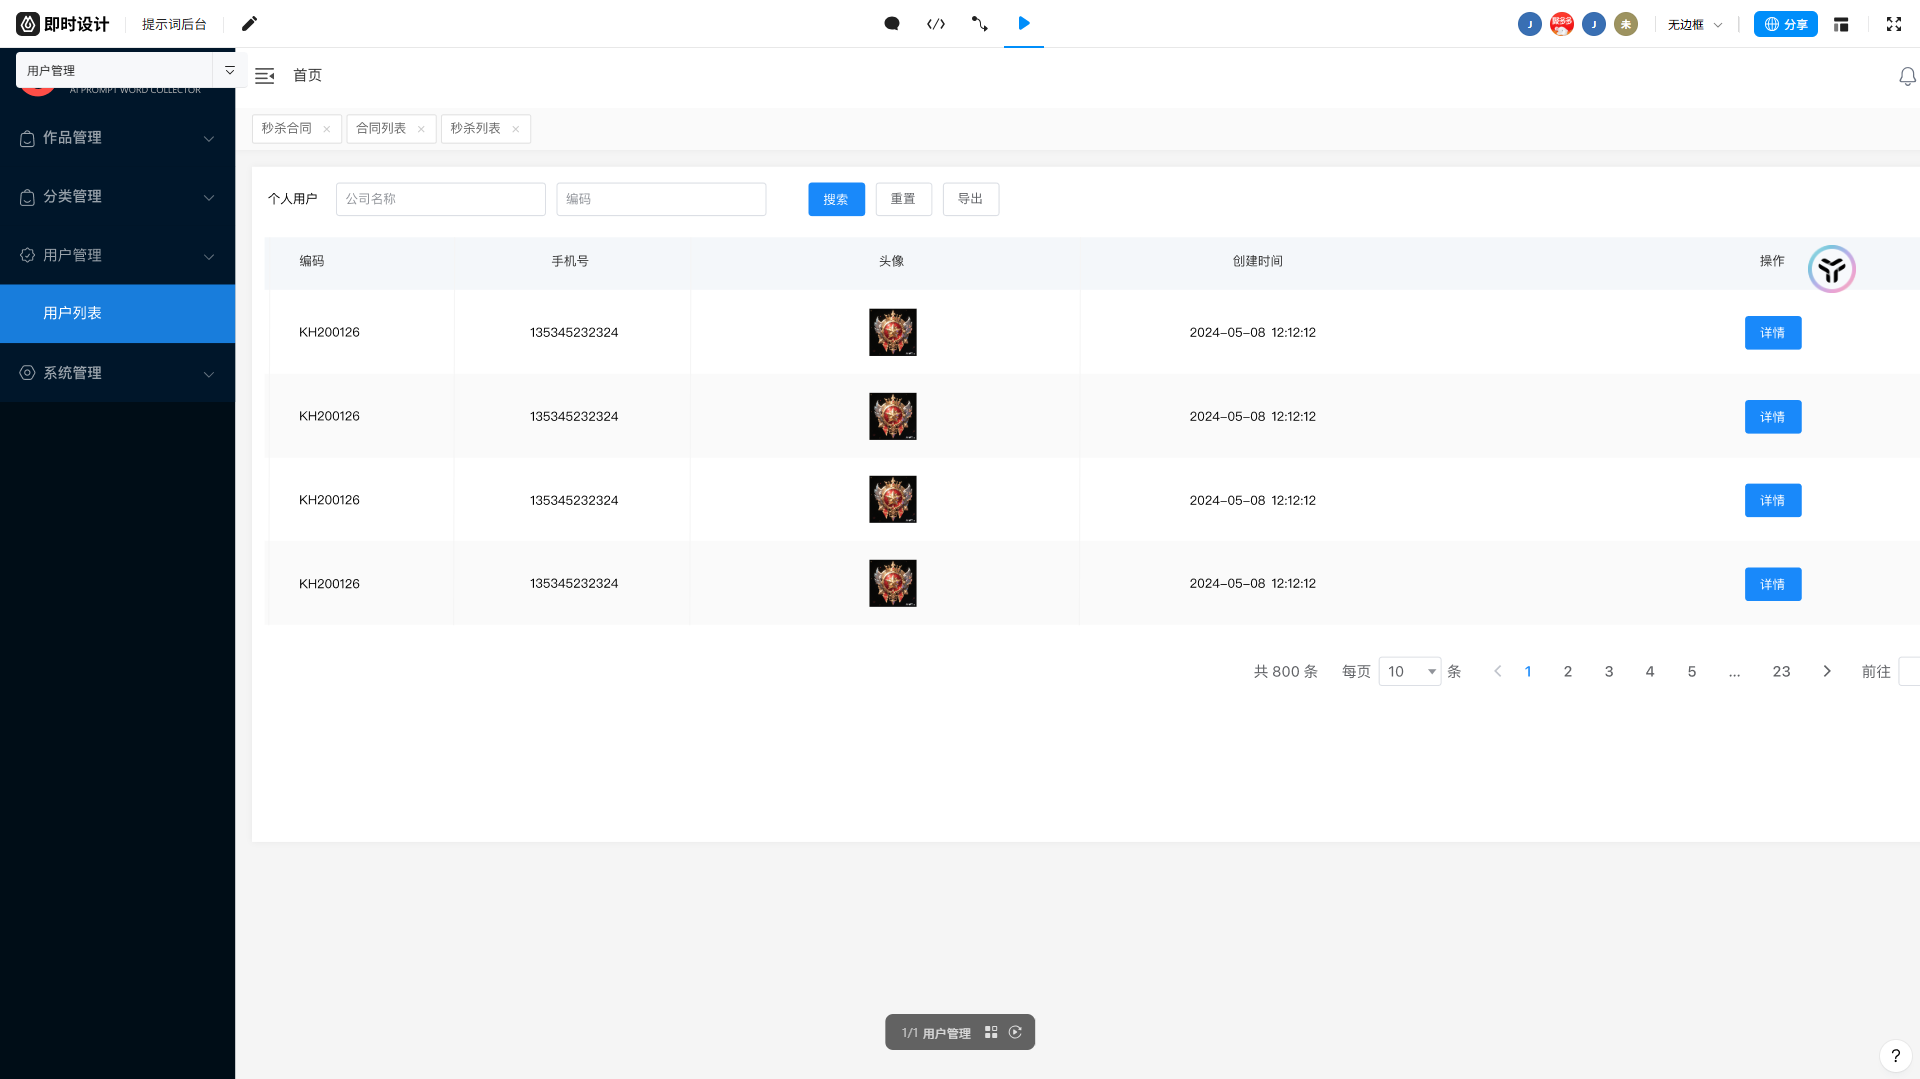 即时设计
提示词后台
J
J
未
无边框
分享
用户管理
AI PROMPT WORD COLLECTOR
首页
秒杀合同 ×
合同列表 ×
秒杀列表 ×
作品管理
分类管理
用户管理
用户列表
系统管理
个人用户
公司名称
编码
搜索
重置
导出
编码 手机号 头像 创建时间 操作
KH200126 135345232324 2024-05-08 12:12:12 详情
KH200126 135345232324 2024-05-08 12:12:12 详情
KH200126 135345232324 2024-05-08 12:12:12 详情
KH200126 135345232324 2024-05-08 12:12:12 详情
共 800 条 每页 10 条 1 2 3 4 5 ... 23 前往
1/1 用户管理
?